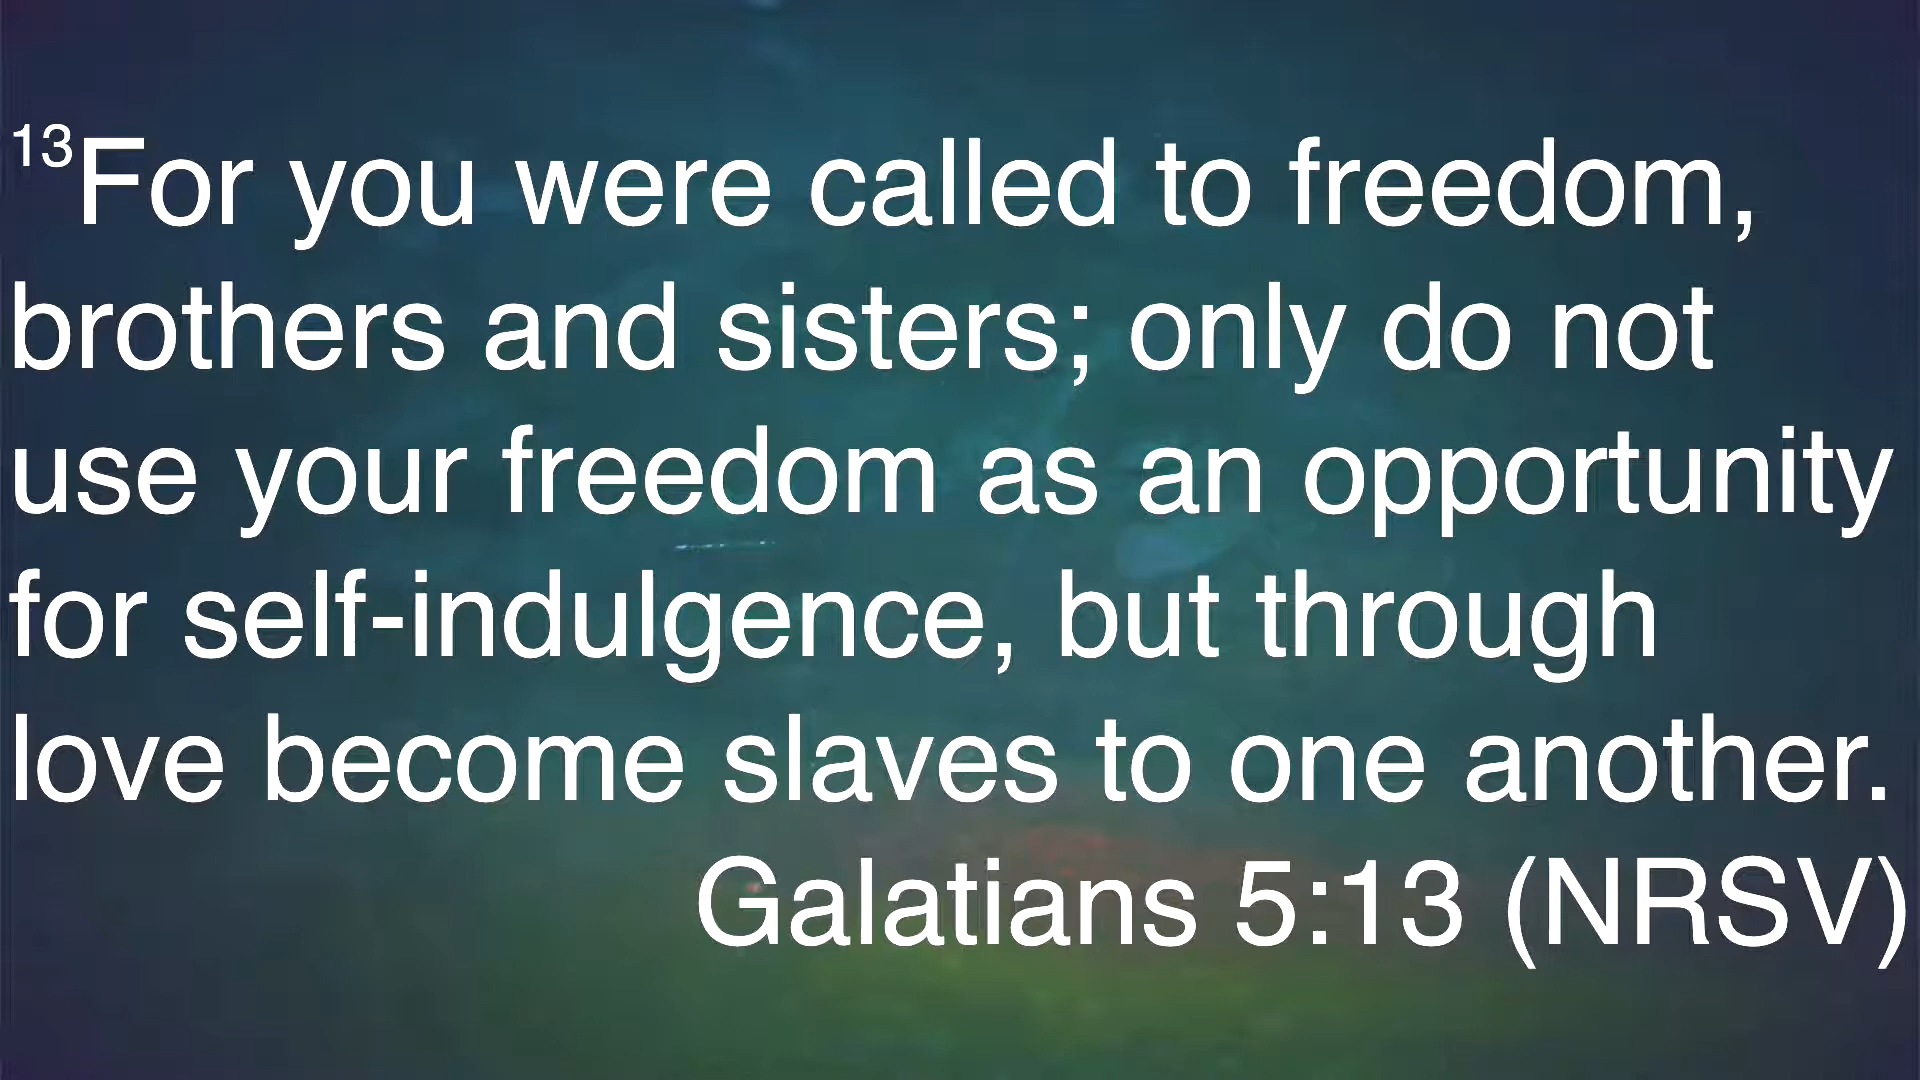 13For you were called to freedom,
brothers and sisters; only do not
use your freedom as an opportunity
for self-indulgence, but through
love become slaves to one another.
Galatians 5:13 (NRSV)